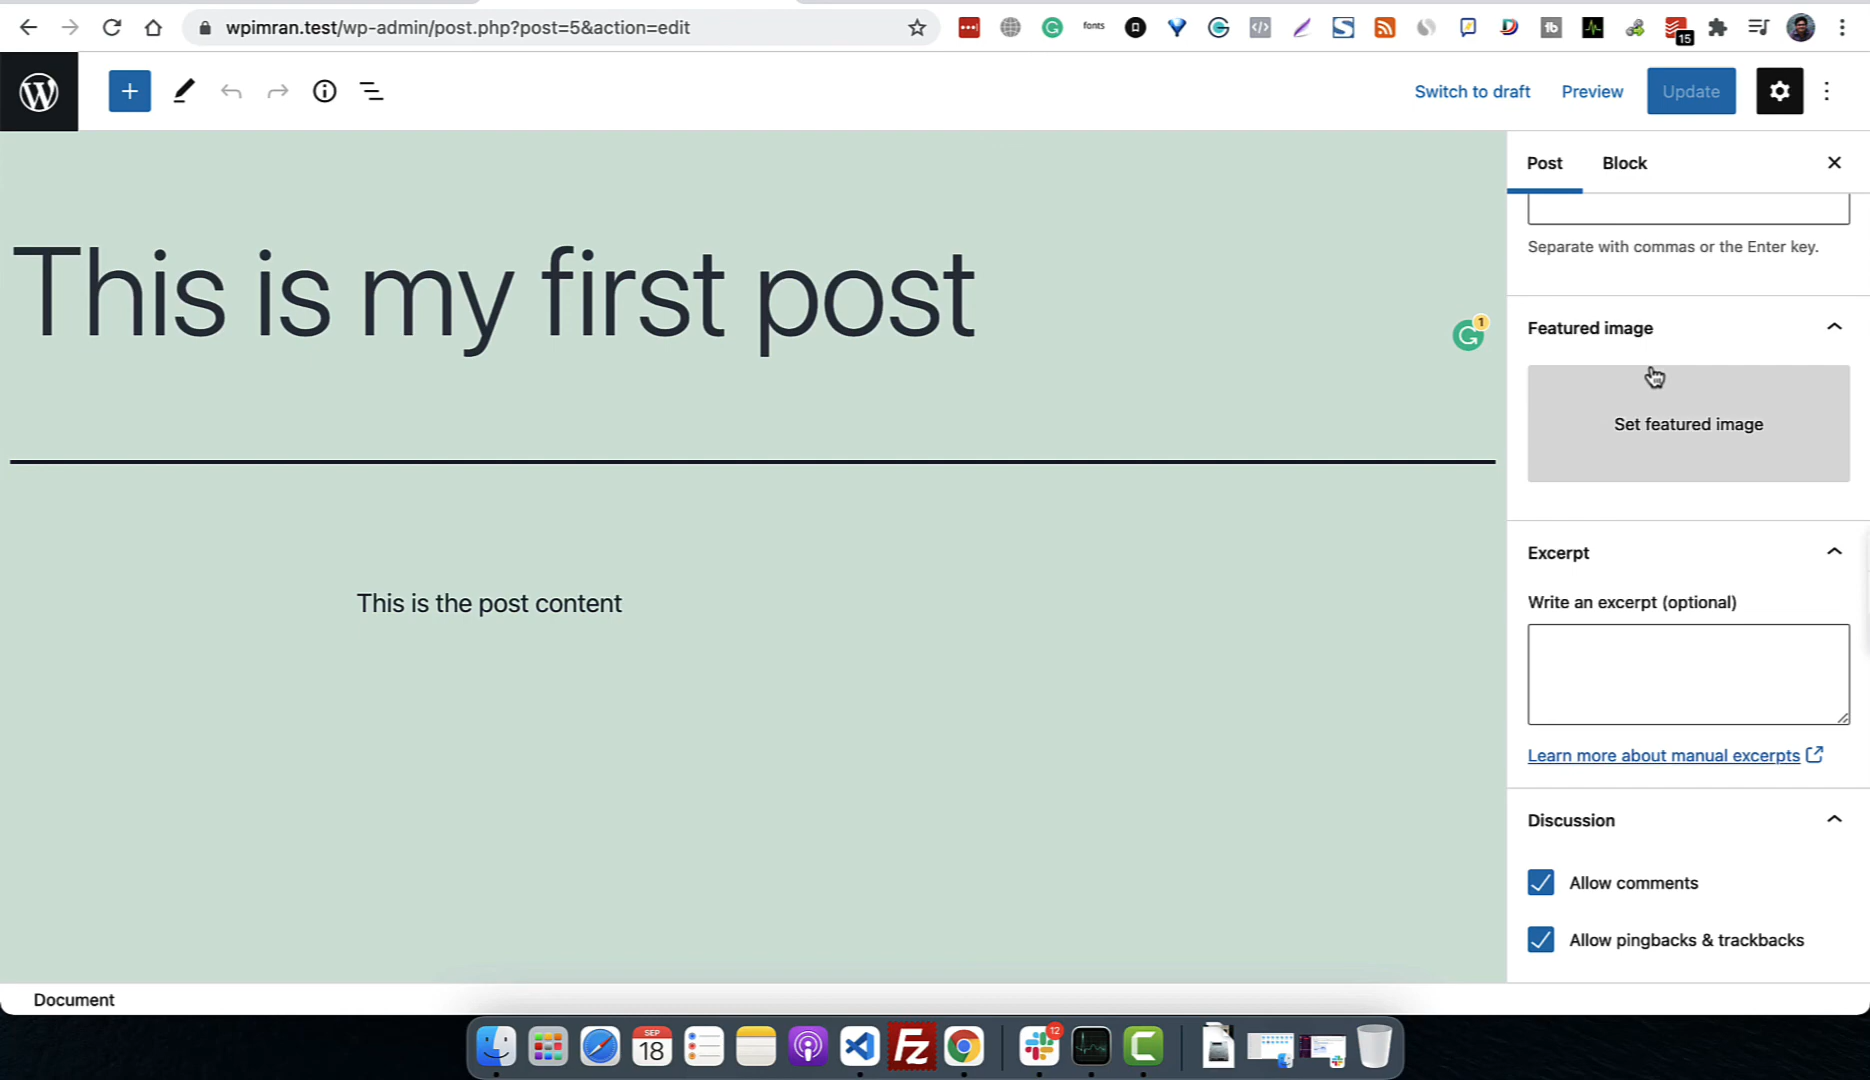 wpimran.test/wp-admin/post.php?post=5&action=edit
fonts
15
Switch to draft
Preview
Update
Post
Block
Separate with commas or the Enter key.
This is my first post
1
Featured image
Set featured image
This is the post content
Excerpt
Write an excerpt (optional)
Learn more about manual excerpts
Discussion
Allow comments
Allow pingbacks & trackbacks
Document
SEP
18
12